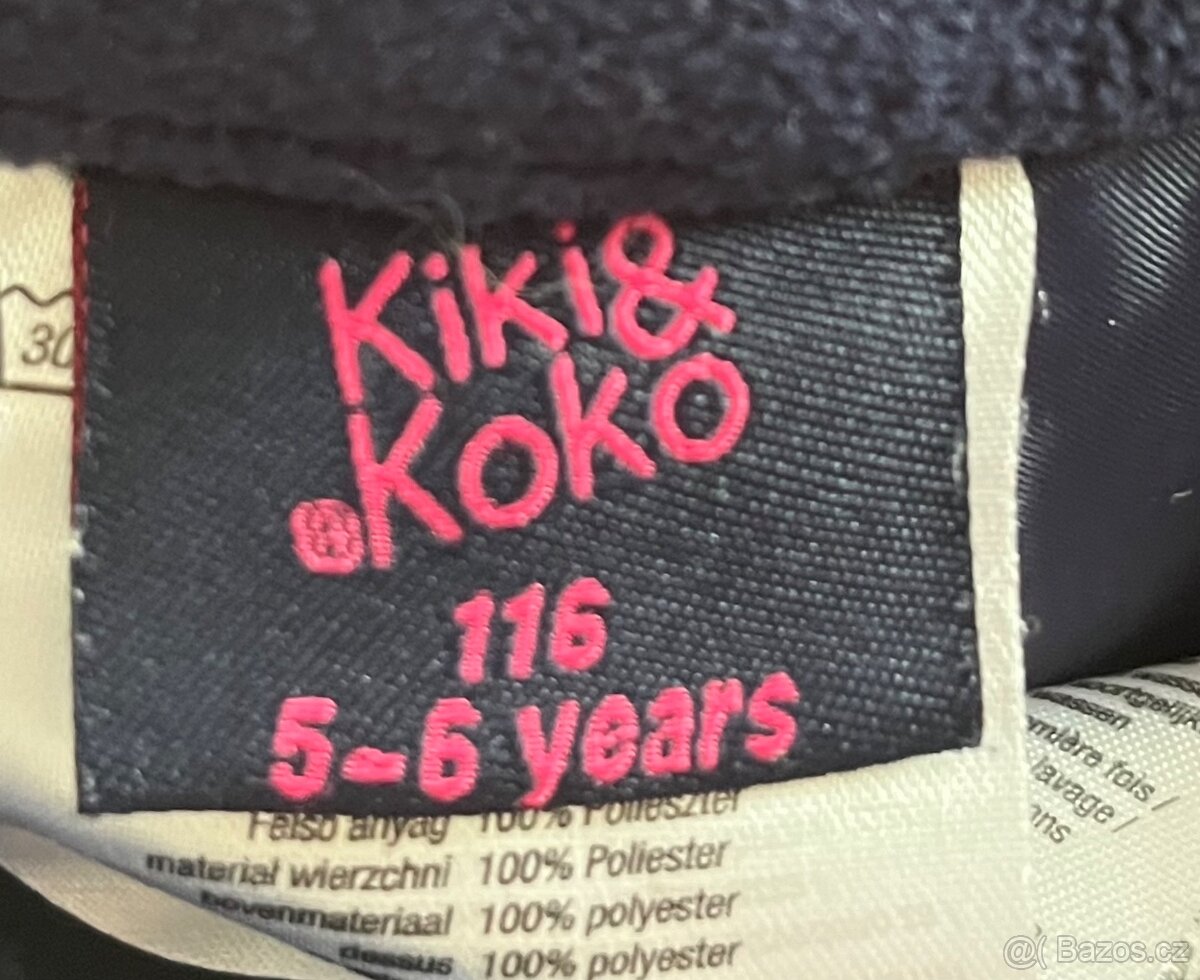 30
Kiki&
Koko
®
116
5-6 years
Felső anyag 100% Poliészter
materiał wierzchni 100% Poliester
bovenmateriaal 100% polyester
dessus 100% polyester
première fois /
lavage /
@( Bazos.cz